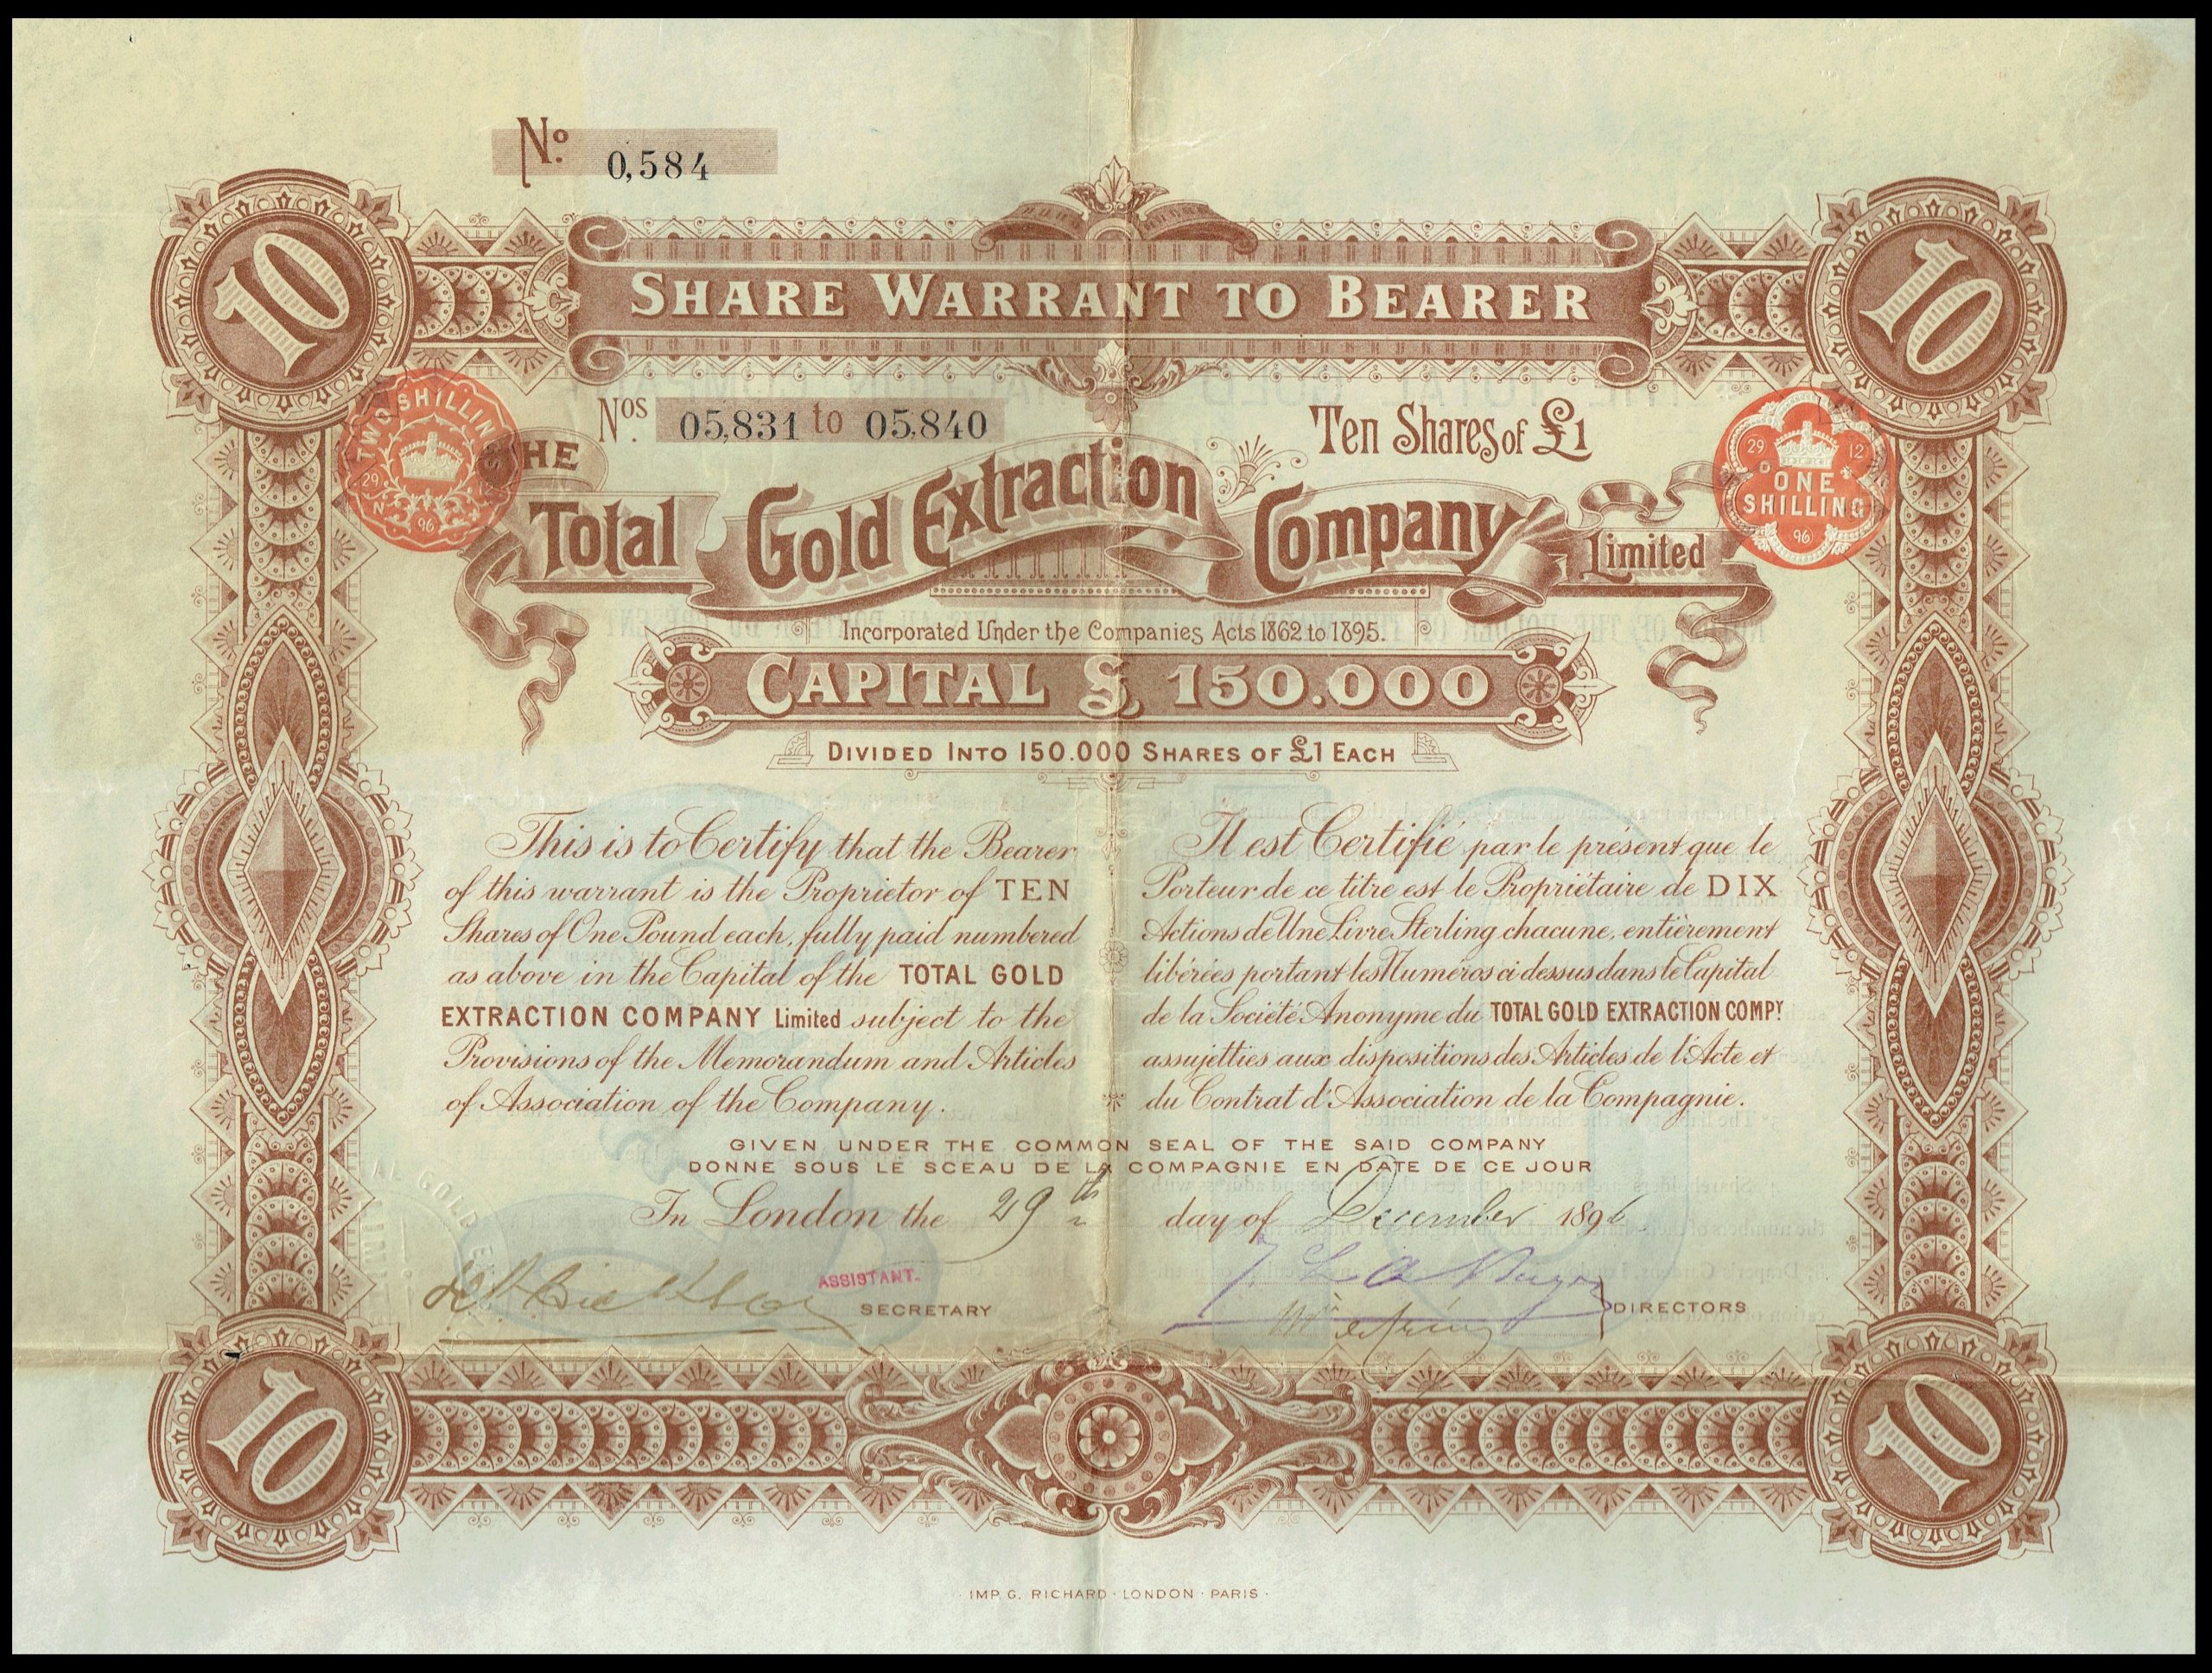 No. 0,584
10
10
SHARE WARRANT TO BEARER
TWO SHILLIN
29
N
96
Nos. 05,831 to 05,840
Ten Shares of £1
29 12
ONE
SHILLING
96
THE
Total Gold Extraction Company Limited
Incorporated Under the Companies Acts 1862 to 1895.
CAPITAL £ 150.000
DIVIDED INTO 150.000 SHARES OF £1 EACH
This is to Certify that the Bearer
of this warrant is the Proprietor of TEN
Shares of One Pound each, fully paid numbered
as above in the Capital of the TOTAL GOLD
EXTRACTION COMPANY Limited subject to the
Provisions of the Memorandum and Articles
of Association of the Company.
Il est Certifié par le présent que le
Porteur de ce titre est le Propriétaire de DIX
Actions de Une Livre Sterling chacune, entièrement
libérées portant les Numéros ci dessus dans le Capital
de la Société Anonyme du TOTAL GOLD EXTRACTION COMPY
assujetties aux dispositions des Articles de l'Acte et
du Contrat d'Association de la Compagnie.
GIVEN UNDER THE COMMON SEAL OF THE SAID COMPANY
DONNE SOUS LE SCEAU DE LA COMPAGNIE EN DATE DE CE JOUR
In London the 29th day of December 1896
ASSISTANT.
SECRETARY
DIRECTORS
10
10
IMP. G. RICHARD · LONDON · PARIS ·